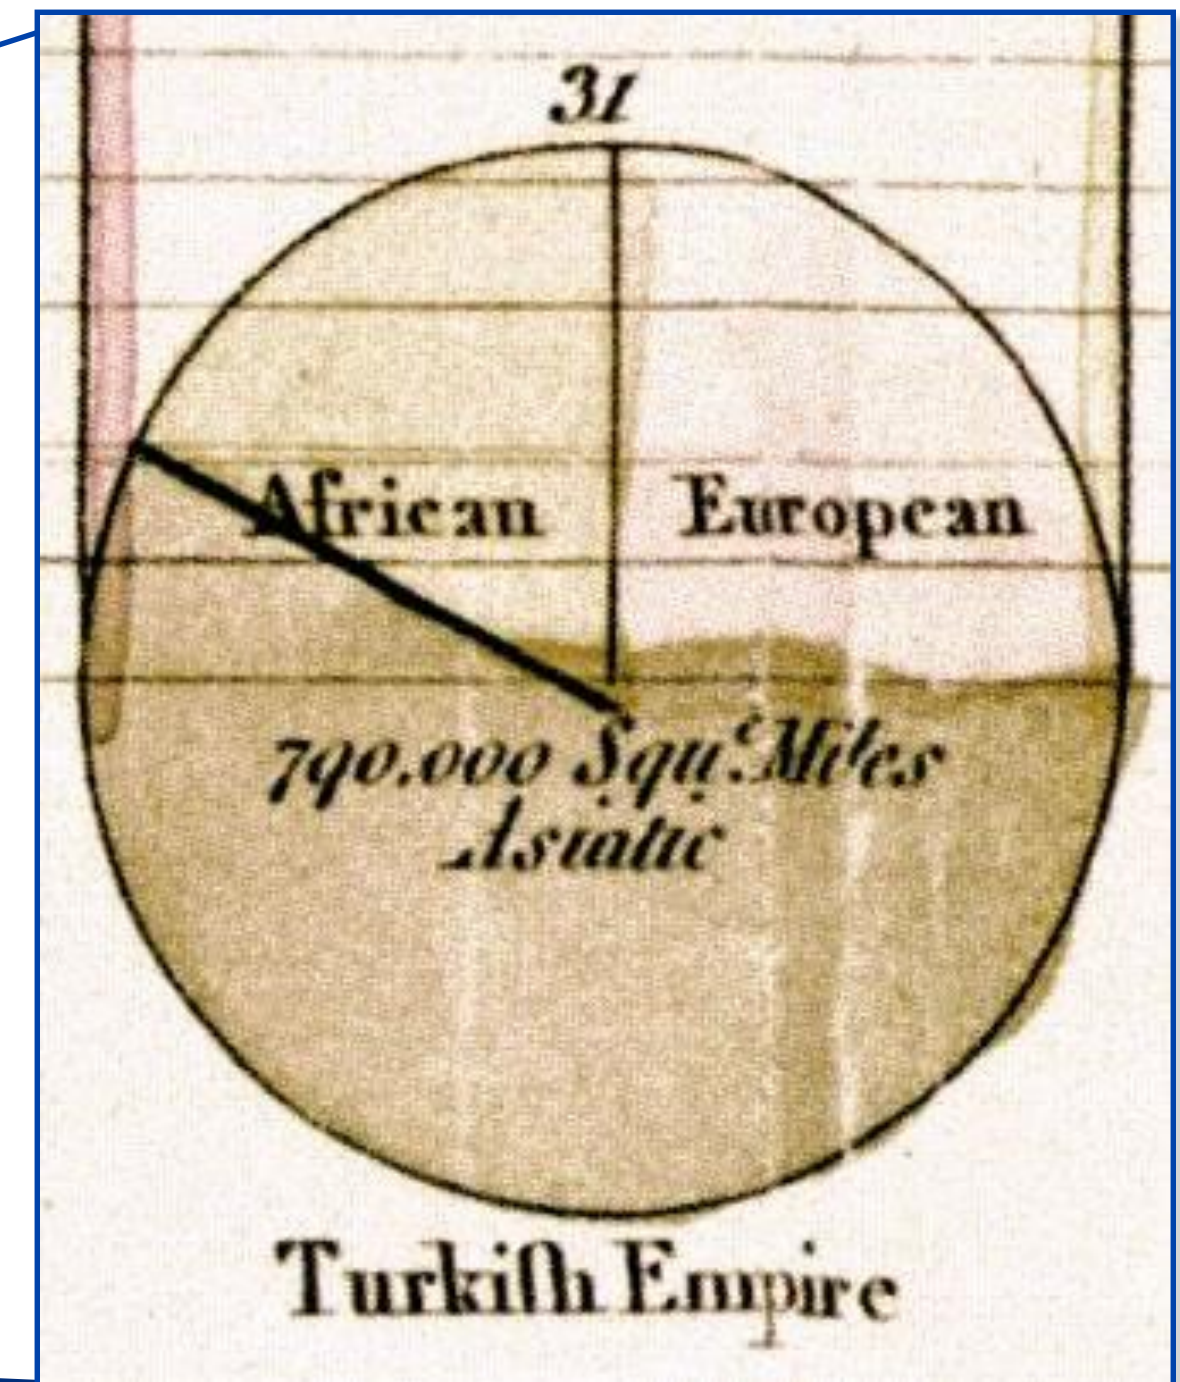 31
African European
790.000 Squ. Miles
Asiatic
Turkiſh Empire